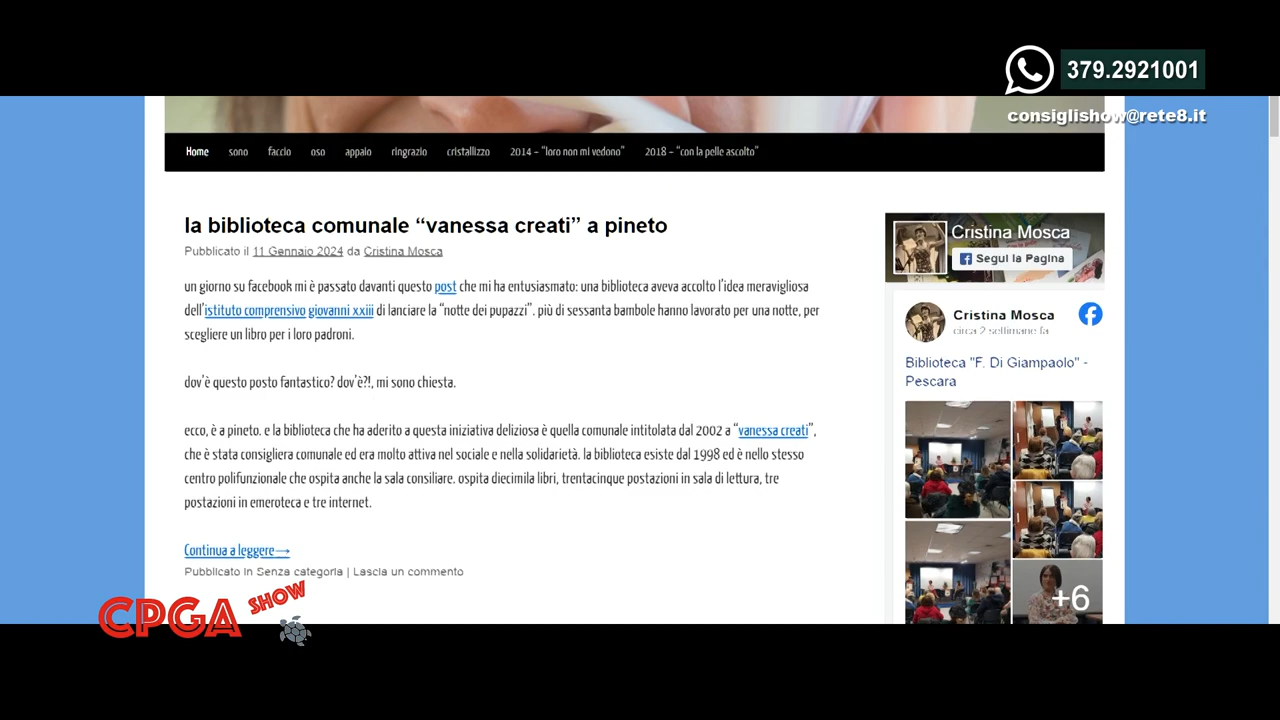 379.2921001
consiglishow@rete8.it
Home sono faccio oso appaio ringrazio cristallizzo 2014 – “loro non mi vedono” 2018 – “con la pelle ascolto”
la biblioteca comunale “vanessa creati” a pineto
Pubblicato il 11 Gennaio 2024 da Cristina Mosca
un giorno su facebook mi è passato davanti questo post che mi ha entusiasmato: una biblioteca aveva accolto l’idea meravigliosa
dell’istituto comprensivo giovanni xxiii di lanciare la “notte dei pupazzi”. più di sessanta bambole hanno lavorato per una notte, per
scegliere un libro per i loro padroni.
dov’è questo posto fantastico? dov’è?!, mi sono chiesta.
ecco, è a pineto. e la biblioteca che ha aderito a questa iniziativa deliziosa è quella comunale intitolata dal 2002 a “vanessa creati”,
che è stata consigliera comunale ed era molto attiva nel sociale e nella solidarietà. la biblioteca esiste dal 1998 ed è nello stesso
centro polifunzionale che ospita anche la sala consiliare. ospita diecimila libri, trentacinque postazioni in sala di lettura, tre
postazioni in emeroteca e tre internet.
Continua a leggere→
Pubblicato in Senza categoria | Lascia un commento
Cristina Mosca
Segui la Pagina
Cristina Mosca
circa 2 settimane fa
Biblioteca "F. Di Giampaolo" -
Pescara
+6
CPGA SHOW